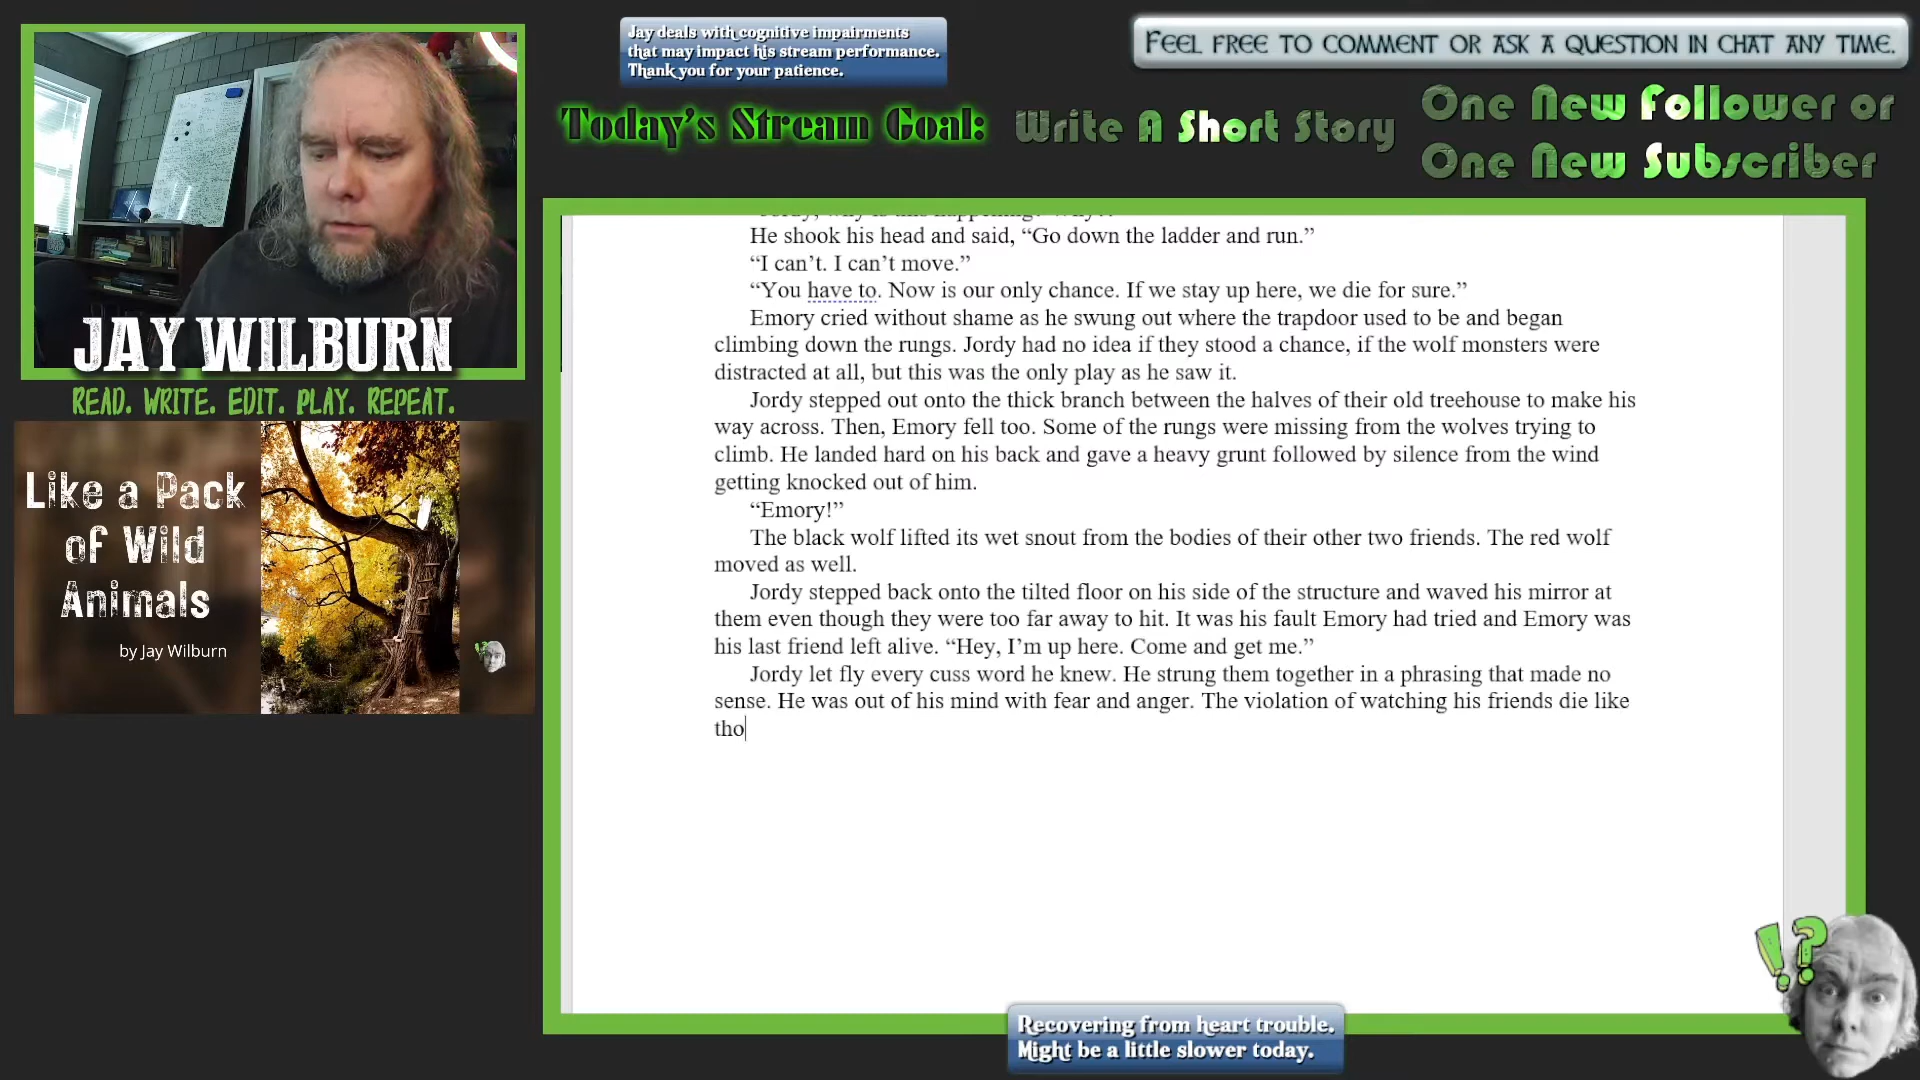 Jay deals with cognitive impairments
that may impact his stream performance.
Thank you for your patience.
FEEL FREE TO COMMENT OR ASK A QUESTION IN CHAT ANY TIME.
Today's Stream Goal:
Write A Short Story
One New Follower or
One New Subscriber
JAY WILBURN
READ. WRITE. EDIT. PLAY. REPEAT.
Like a Pack
of Wild
Animals
by Jay Wilburn
He shook his head and said, “Go down the ladder and run.”
“I can’t. I can’t move.”
“You have to. Now is our only chance. If we stay up here, we die for sure.”
Emory cried without shame as he swung out where the trapdoor used to be and began
climbing down the rungs. Jordy had no idea if they stood a chance, if the wolf monsters were
distracted at all, but this was the only play as he saw it.
Jordy stepped out onto the thick branch between the halves of their old treehouse to make his
way across. Then, Emory fell too. Some of the rungs were missing from the wolves trying to
climb. He landed hard on his back and gave a heavy grunt followed by silence from the wind
getting knocked out of him.
“Emory!”
The black wolf lifted its wet snout from the bodies of their other two friends. The red wolf
moved as well.
Jordy stepped back onto the tilted floor on his side of the structure and waved his mirror at
them even though they were too far away to hit. It was his fault Emory had tried and Emory was
his last friend left alive. “Hey, I’m up here. Come and get me.”
Jordy let fly every cuss word he knew. He strung them together in a phrasing that made no
sense. He was out of his mind with fear and anger. The violation of watching his friends die like
tho
!?
Recovering from heart trouble.
Might be a little slower today.